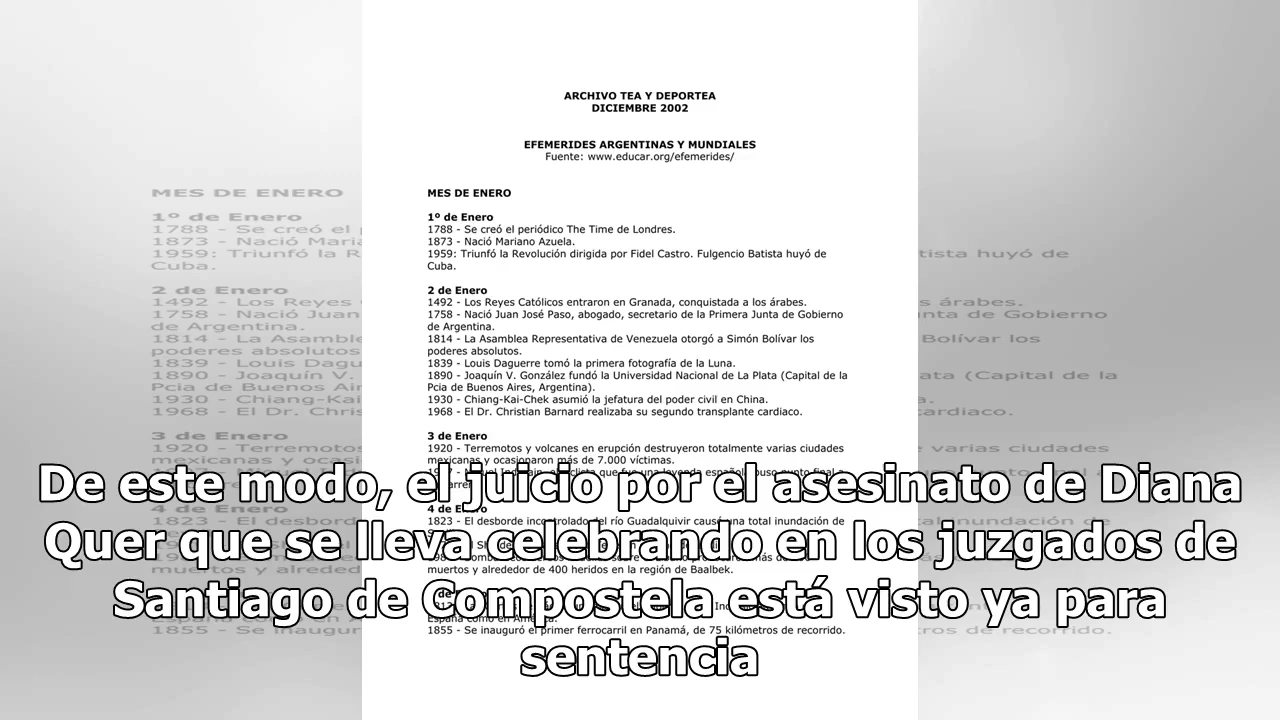 ARCHIVO TEA Y DEPORTEA
DICIEMBRE 2002
EFEMERIDES ARGENTINAS Y MUNDIALES
Fuente: www.educar.org/efemerides/
MES DE ENERO
1º de Enero
1788 - Se creó el periódico The Time de Londres.
1873 - Nació Mariano Azuela.
1959: Triunfó la Revolución dirigida por Fidel Castro. Fulgencio Batista huyó de
Cuba.
2 de Enero
1492 - Los Reyes Católicos entraron en Granada, conquistada a los árabes.
1758 - Nació Juan José Paso, abogado, secretario de la Primera Junta de Gobierno
de Argentina.
1814 - La Asamblea Representativa de Venezuela otorgó a Simón Bolívar los
poderes absolutos.
1839 - Louis Daguerre tomó la primera fotografía de la Luna.
1890 - Joaquín V. González fundó la Universidad Nacional de La Plata (Capital de la
Pcia de Buenos Aires, Argentina).
1930 - Chiang-Kai-Chek asumió la jefatura del poder civil en China.
1968 - El Dr. Christian Barnard realizaba su segundo transplante cardiaco.
3 de Enero
1920 - Terremotos y volcanes en erupción destruyeron totalmente varias ciudades
mexicanas y ocasionaron más de 7.000 víctimas.
4 de Enero
1823 - El desborde incontrolado del río Guadalquivir causó una total inundación de
muertos y alrededor de 400 heridos en la región de Baalbek.
España como en América.
1855 - Se inauguró el primer ferrocarril en Panamá, de 75 kilómetros de recorrido.
De este modo, el juicio por el asesinato de Diana
Quer que se lleva celebrando en los juzgados de
Santiago de Compostela está visto ya para
sentencia